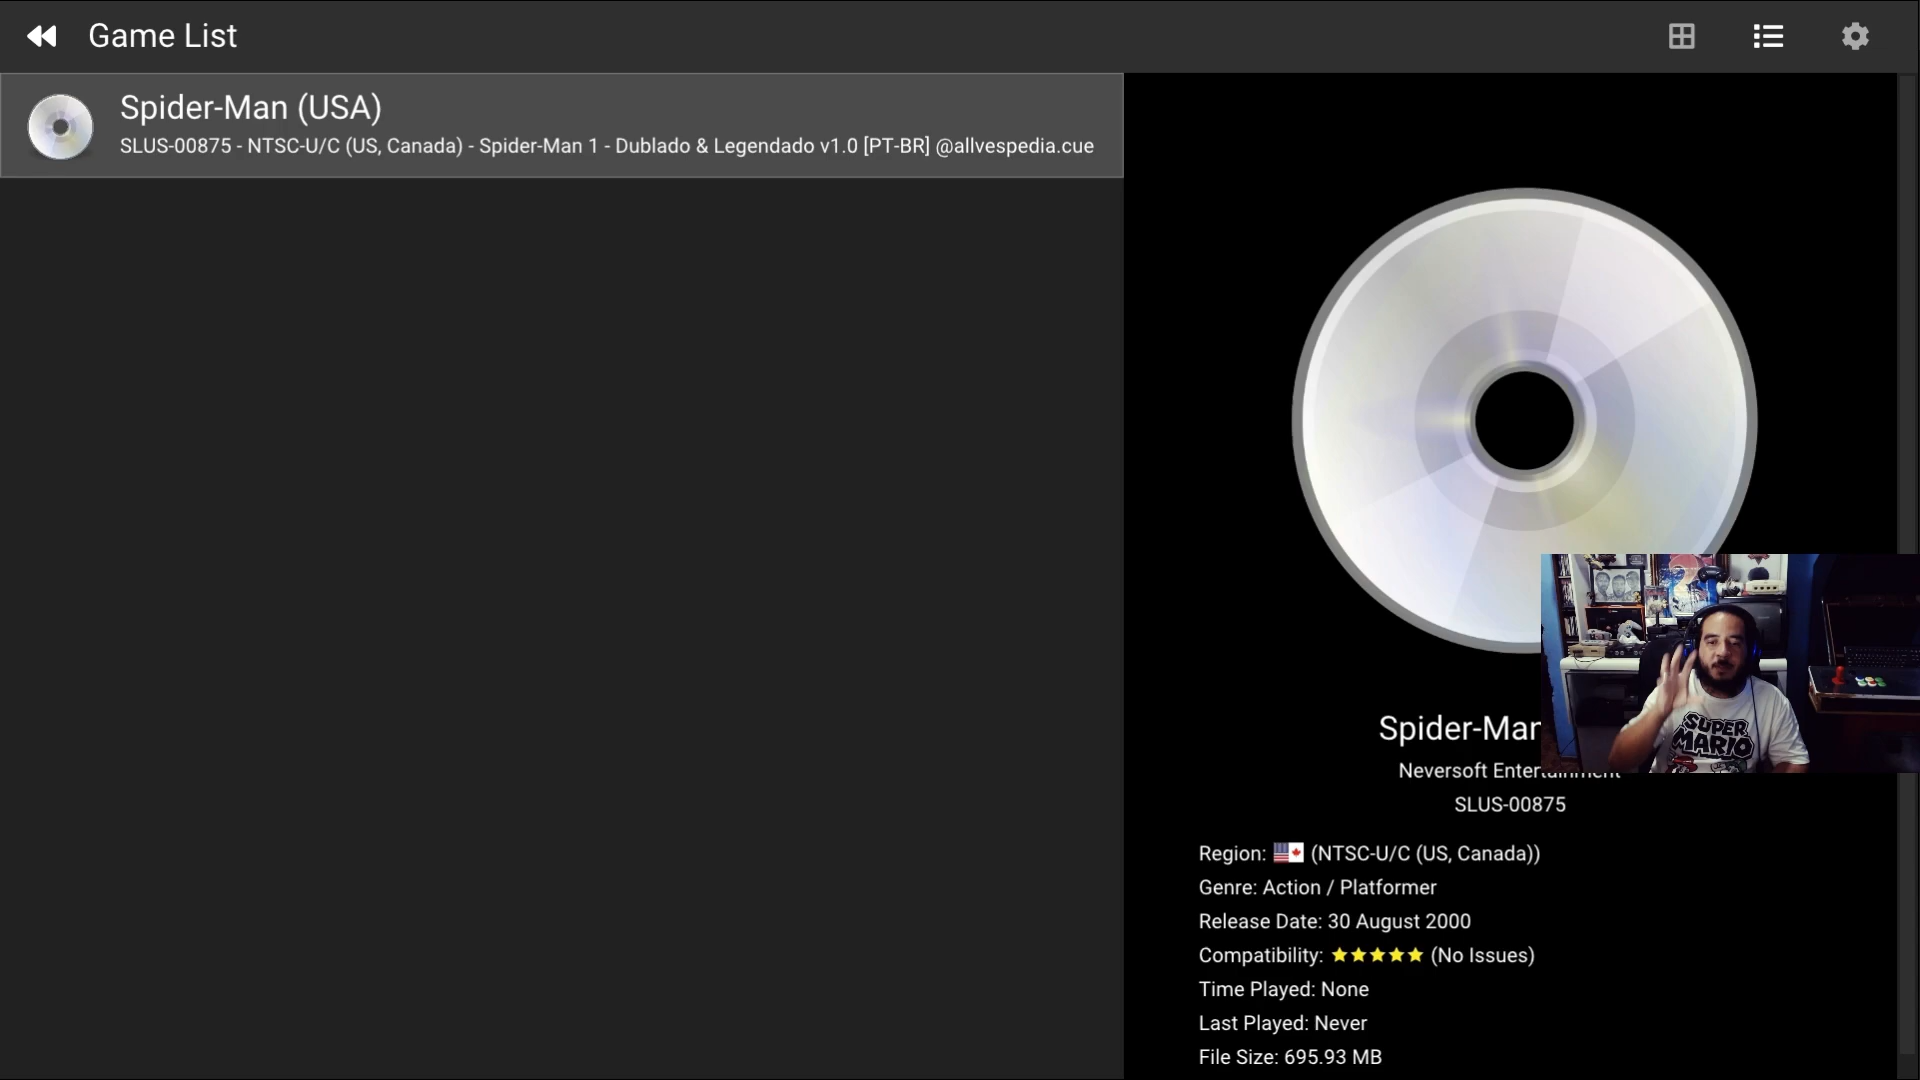 Game List
Spider-Man (USA)
SLUS-00875 - NTSC-U/C (US, Canada) - Spider-Man 1 - Dublado & Legendado v1.0 [PT-BR] @allvespedia.cue
Spider-Man
Neversoft Entertainment
SLUS-00875
Region: (NTSC-U/C (US, Canada))
Genre: Action / Platformer
Release Date: 30 August 2000
Compatibility: ★★★★★ (No Issues)
Time Played: None
Last Played: Never
File Size: 695.93 MB
SUPER
MARIO